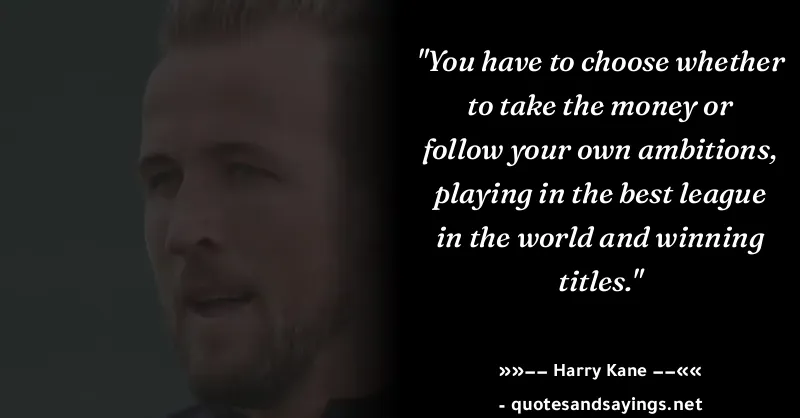 "You have to choose whether
to take the money or
follow your own ambitions,
playing in the best league
in the world and winning
titles."
»»–– Harry Kane ––««
- quotesandsayings.net